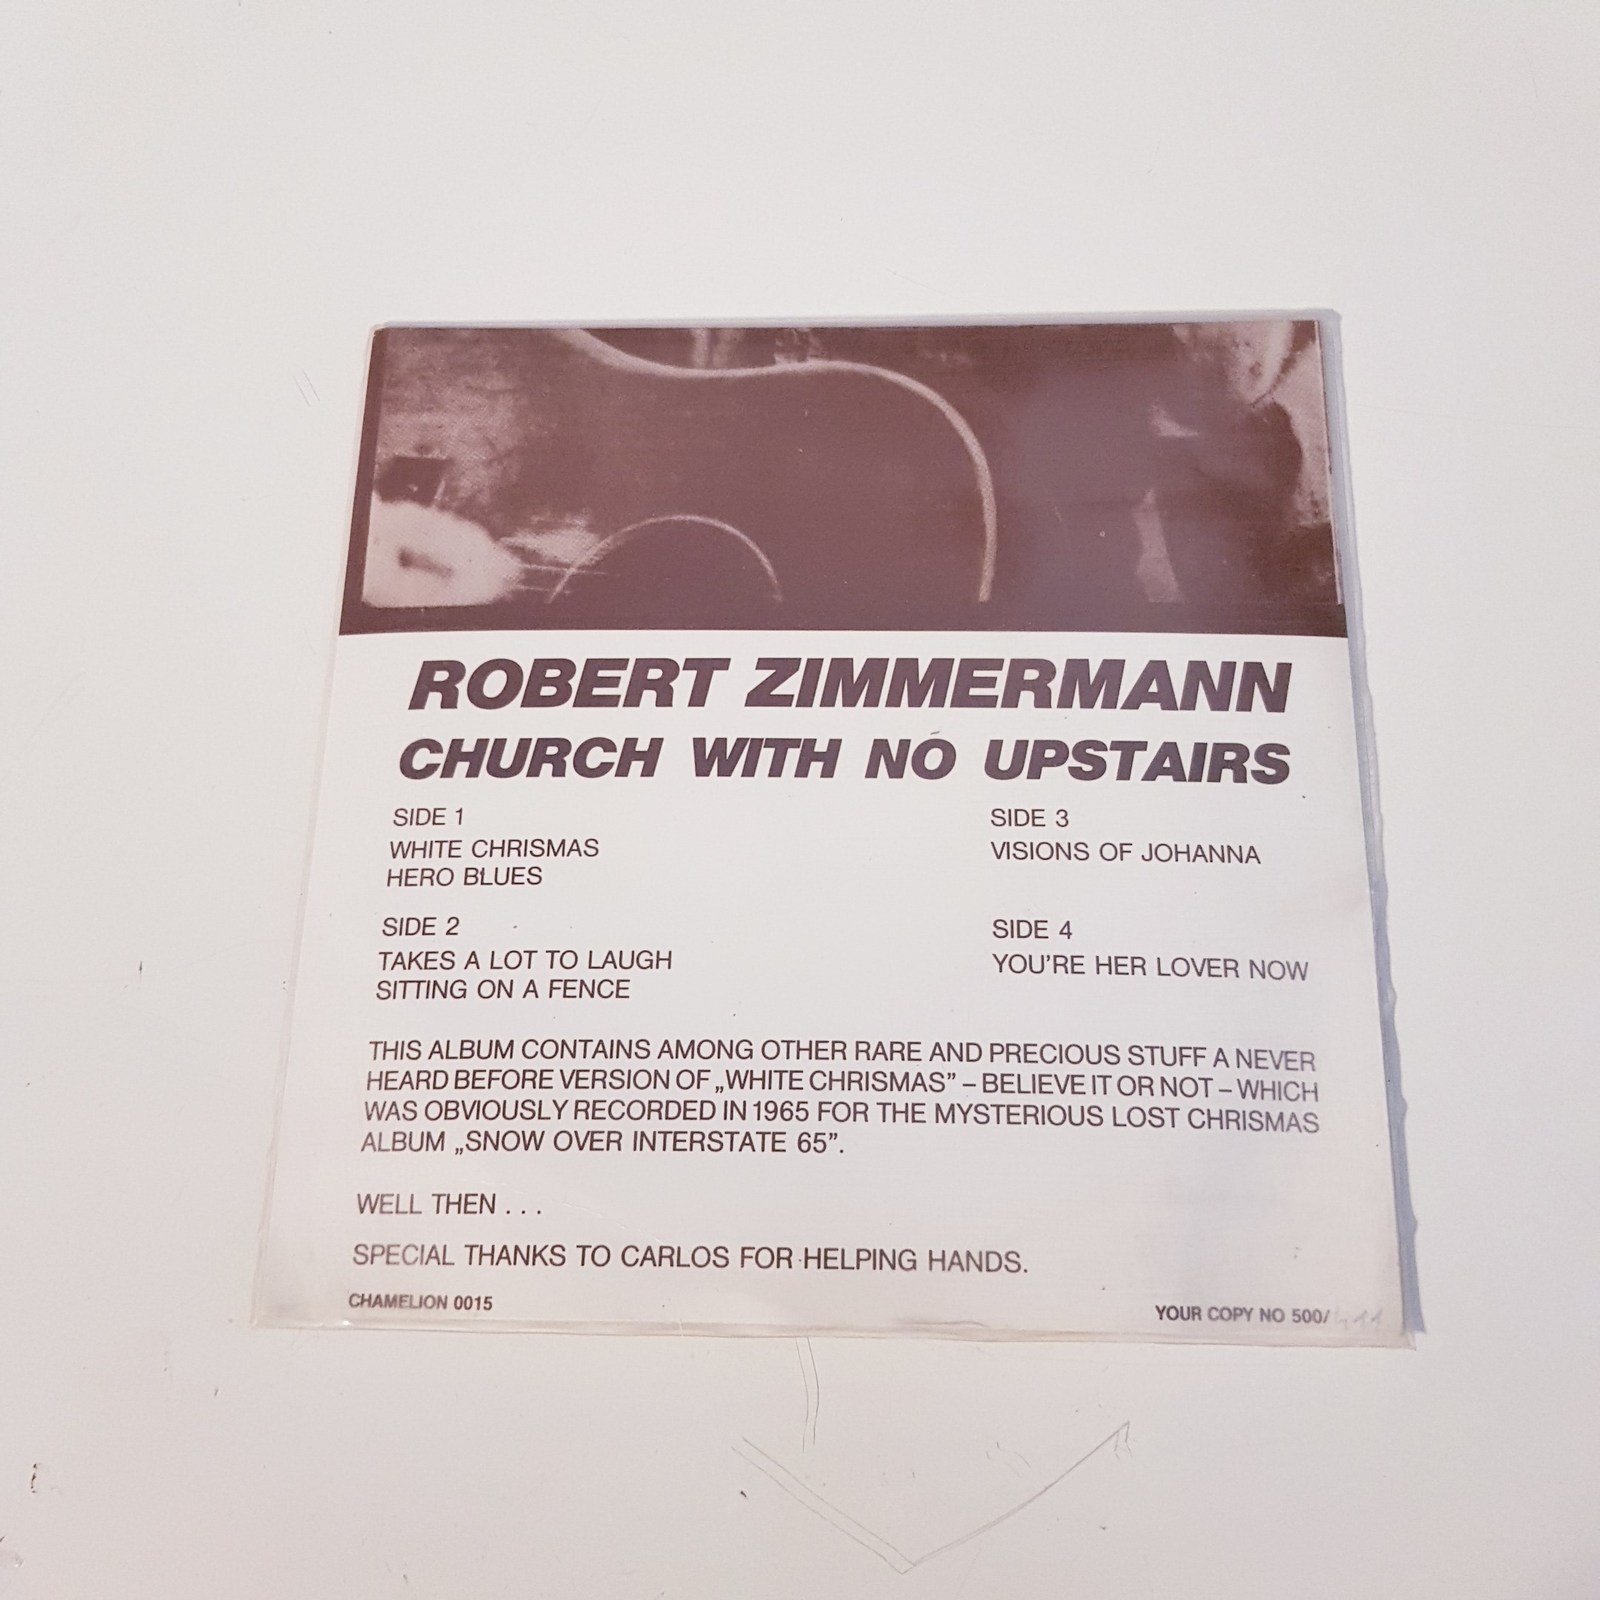 ROBERT ZIMMERMANN
CHURCH WITH NO UPSTAIRS
SIDE 1
WHITE CHRISMAS
HERO BLUES
SIDE 2
TAKES A LOT TO LAUGH
SITTING ON A FENCE
SIDE 3
VISIONS OF JOHANNA
SIDE 4
YOU'RE HER LOVER NOW
THIS ALBUM CONTAINS AMONG OTHER RARE AND PRECIOUS STUFF A NEVER
HEARD BEFORE VERSION OF „WHITE CHRISMAS” – BELIEVE IT OR NOT – WHICH
WAS OBVIOUSLY RECORDED IN 1965 FOR THE MYSTERIOUS LOST CHRISMAS
ALBUM „SNOW OVER INTERSTATE 65”.
WELL THEN . . .
SPECIAL THANKS TO CARLOS FOR HELPING HANDS.
CHAMELION 0015
YOUR COPY NO 500/